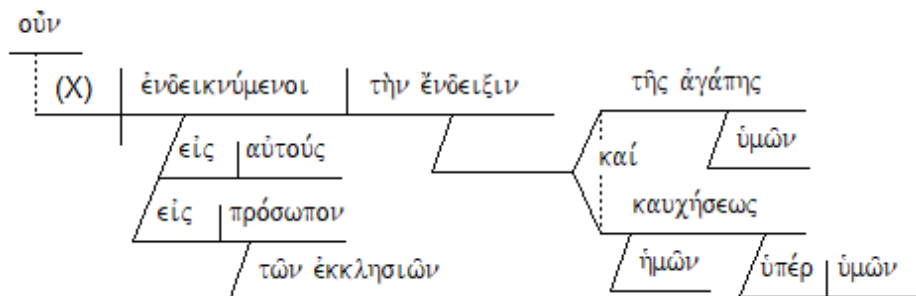 οὖν
(X) ἐνδεικνύμενοι τὴν ἔνδειξιν τῆς ἀγάπης
εἰς αὐτούς καί ὑμῶν
εἰς πρόσωπον καυχήσεως
τῶν ἐκκλησιῶν ἡμῶν ὑπέρ ὑμῶν